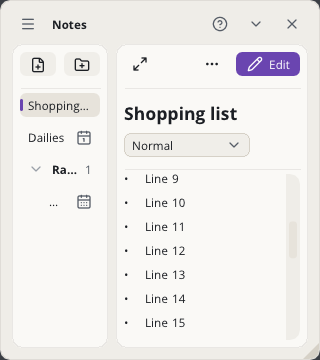 Notes
Edit
Shopping...
Dailies
Ra... 1
...
Shopping list
Normal
• Line 9
• Line 10
• Line 11
• Line 12
• Line 13
• Line 14
• Line 15